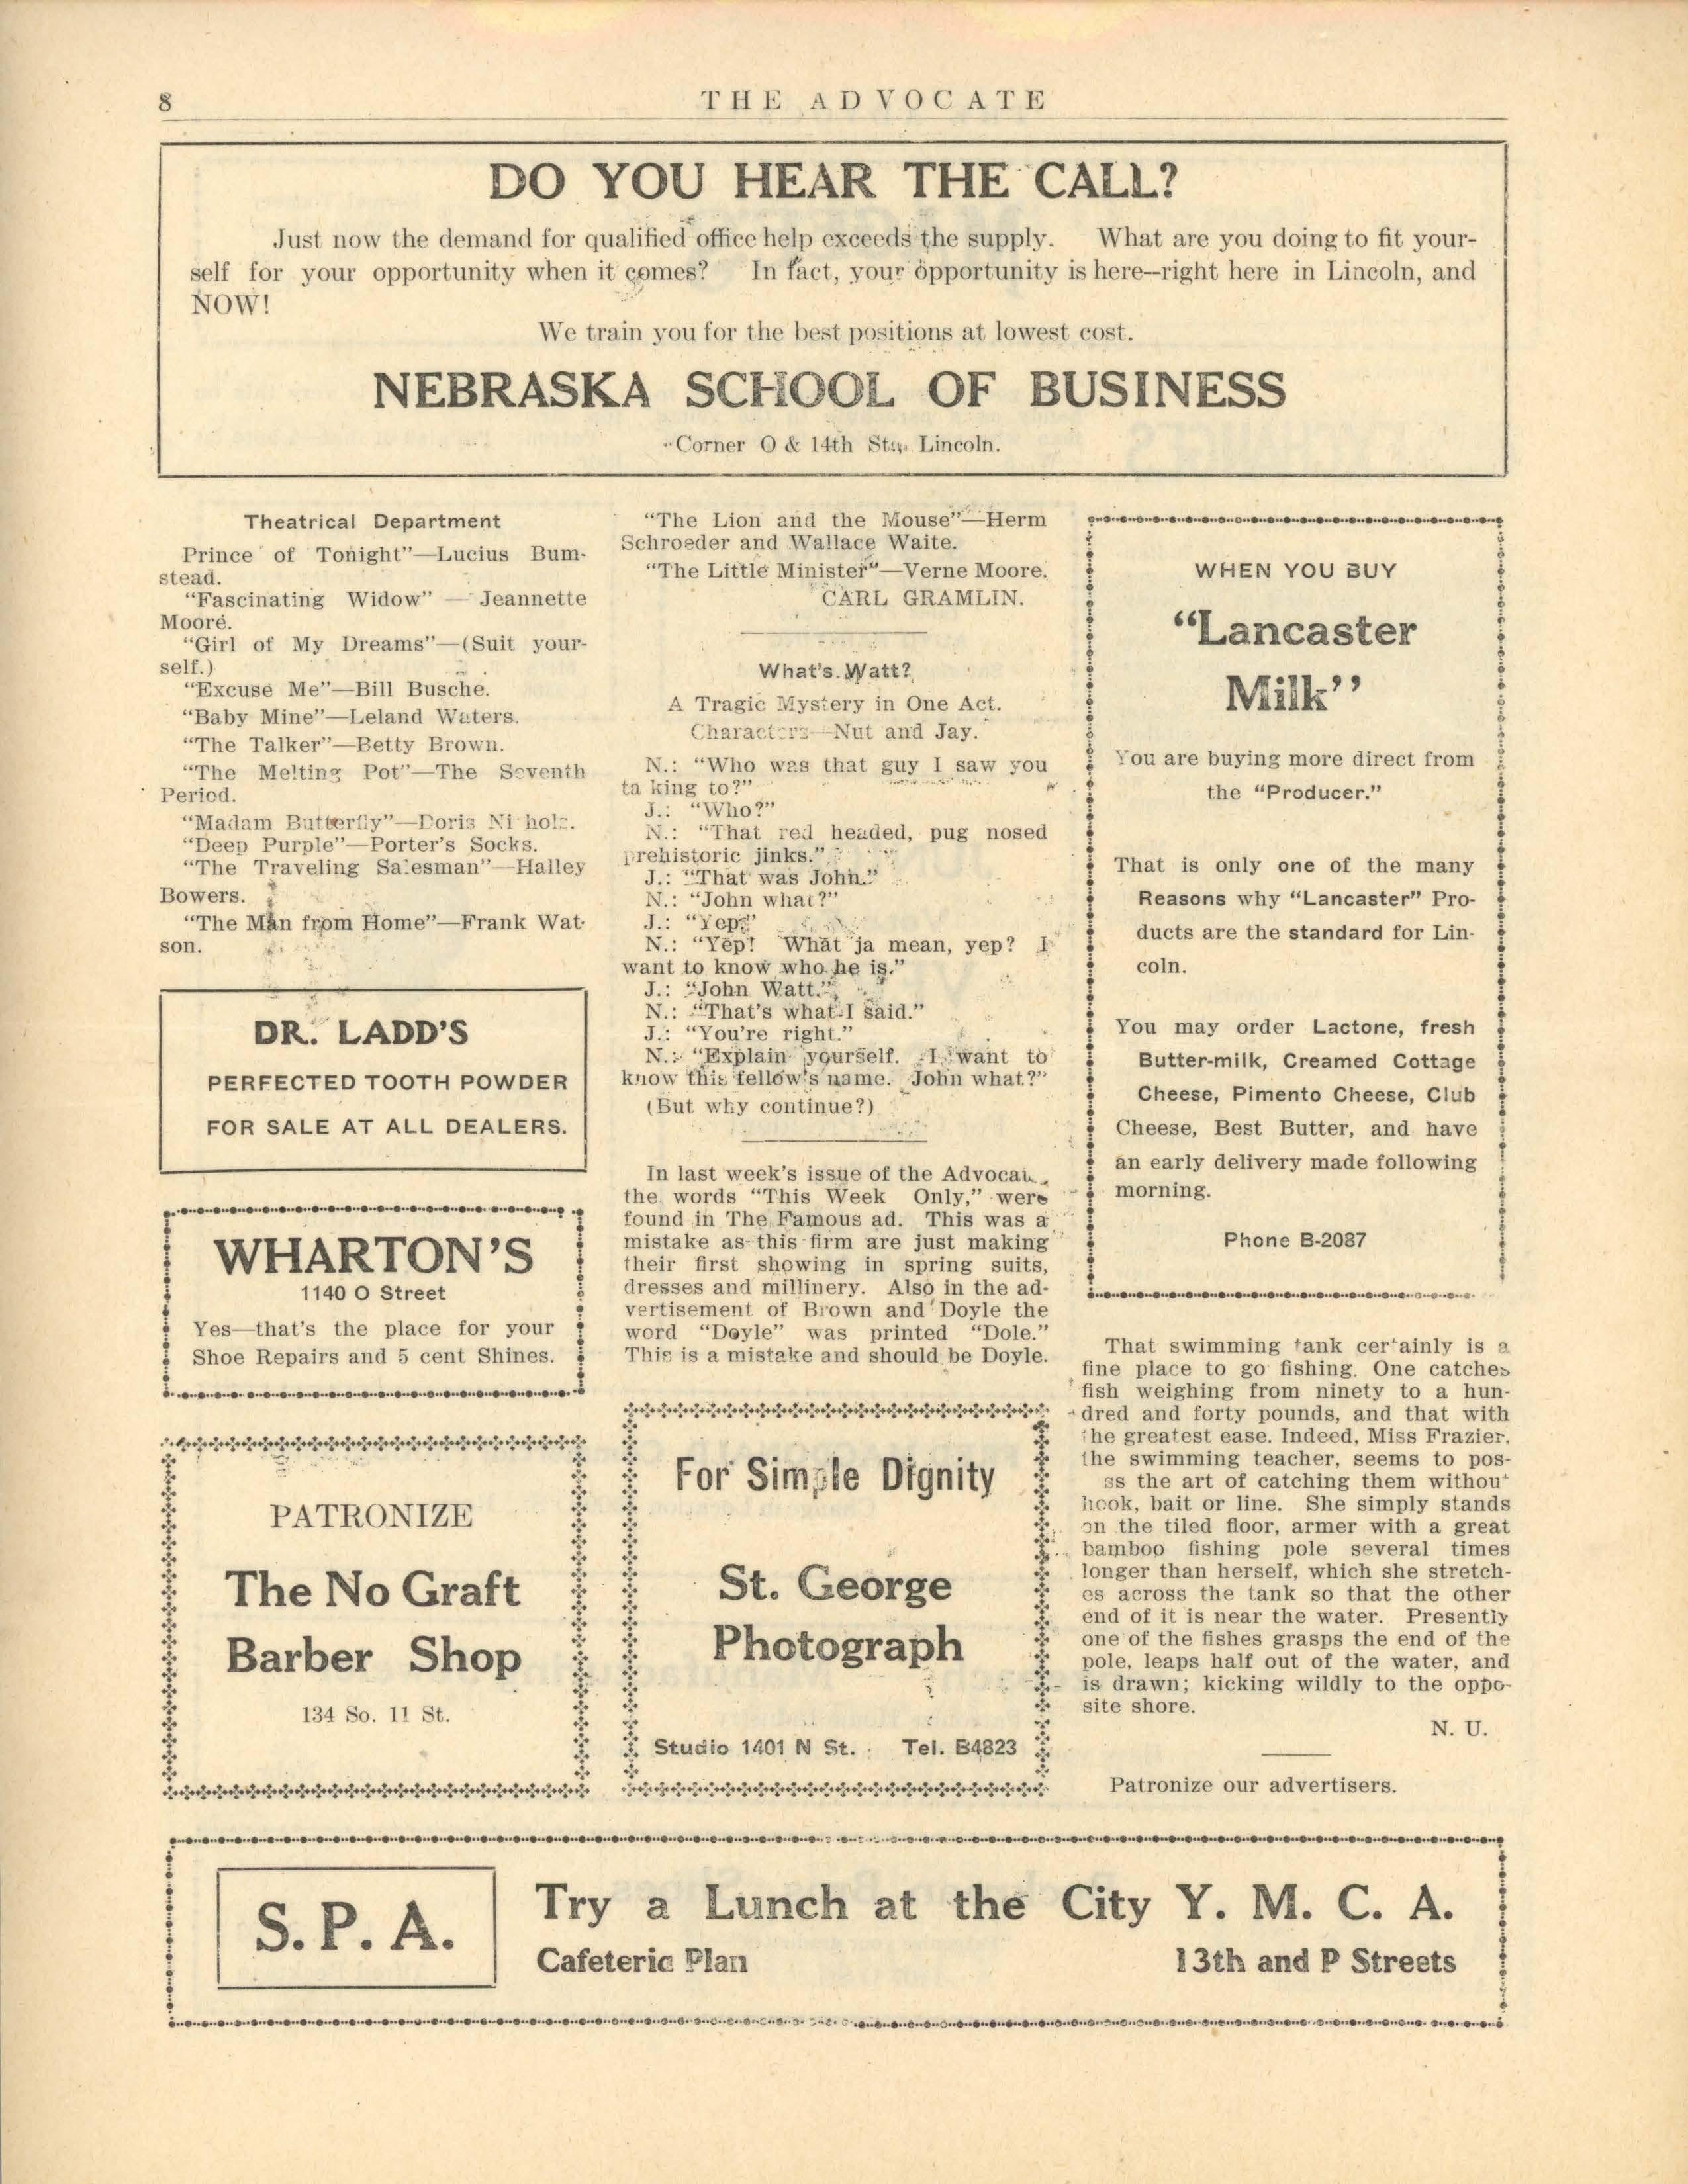 8
THE ADVOCATE
DO YOU HEAR THE CALL?
Just now the demand for qualified office help exceeds the supply. What are you doing to fit your-
self for your opportunity when it comes? In fact, your opportunity is here--right here in Lincoln, and
NOW!
We train you for the best positions at lowest cost.
NEBRASKA SCHOOL OF BUSINESS
Corner O & 14th Sts. Lincoln.
Theatrical Department
Prince of Tonight"—Lucius Bum-
stead.
"Fascinating Widow" — Jeannette
Moore.
"Girl of My Dreams"—(Suit your-
self.)
"Excuse Me"—Bill Busche.
"Baby Mine"—Leland Waters.
"The Talker"—Betty Brown.
"The Melting Pot"—The Seventh
Period.
"Madam Butterfly"—Doris Ni hols.
"Deep Purple"—Porter's Socks.
"The Traveling Salesman"—Halley
Bowers.
"The Man from Home"—Frank Wat-
son.
DR. LADD'S
PERFECTED TOOTH POWDER
FOR SALE AT ALL DEALERS.
WHARTON'S
1140 O Street
Yes—that's the place for your
Shoe Repairs and 5 cent Shines.
PATRONIZE
The No Graft
Barber Shop
134 So. 11 St.
"The Lion and the Mouse"—Herm
Schroeder and Wallace Waite.
"The Little Minister"—Verne Moore.
CARL GRAMLIN.
What's Watt?
A Tragic Mystery in One Act.
Characters—Nut and Jay.
N.: "Who was that guy I saw you
ta king to?"
J.: "Who?"
N.: "That red headed, pug nosed
prehistoric jinks."
J.: "That was John."
N.: "John what?"
J.: "Yep."
N.: "Yep! What ja mean, yep? I
want to know who he is."
J.: "John Watt."
N.: "That's what I said."
J.: "You're right."
N.: "Explain yourself. I want to
know this fellow's name. John what?"
(But why continue?)
In last week's issue of the Advocate
the words "This Week Only," were
found in The Famous ad. This was a
mistake as this firm are just making
their first showing in spring suits,
dresses and millinery. Also in the ad-
vertisement of Brown and Doyle the
word "Doyle" was printed "Dole."
This is a mistake and should be Doyle.
For Simple Dignity
St. George
Photograph
Studio 1401 N St. Tel. B4823
WHEN YOU BUY
"Lancaster
Milk"
You are buying more direct from
the "Producer."
That is only one of the many
Reasons why "Lancaster" Pro-
ducts are the standard for Lin-
coln.
You may order Lactone, fresh
Butter-milk, Creamed Cottage
Cheese, Pimento Cheese, Club
Cheese, Best Butter, and have
an early delivery made following
morning.
Phone B-2087
That swimming tank certainly is a
fine place to go fishing. One catches
fish weighing from ninety to a hun-
dred and forty pounds, and that with
the greatest ease. Indeed, Miss Frazier,
the swimming teacher, seems to pos-
ss the art of catching them without
hook, bait or line. She simply stands
on the tiled floor, armer with a great
bamboo fishing pole several times
longer than herself, which she stretch-
es across the tank so that the other
end of it is near the water. Presently
one of the fishes grasps the end of the
pole, leaps half out of the water, and
is drawn; kicking wildly to the oppo-
site shore.
N. U.
Patronize our advertisers.
S. P. A.
Try a Lunch at the City Y. M. C. A.
Cafeteria Plan 13th and P Streets